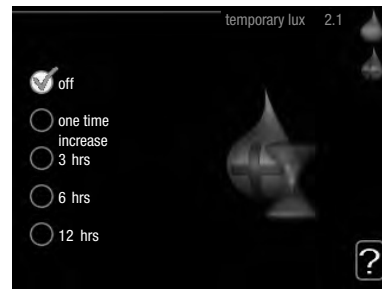 temporary lux 2.1
off
one time
increase
3 hrs
6 hrs
12 hrs
?